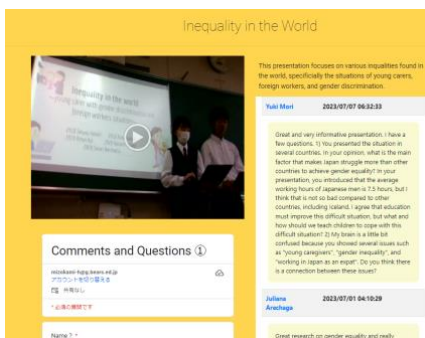 Inequality in the World
This presentation focuses on various inqualities found in
the world, specificially the situations of young carers,
foreign workers, and gender discrimination.
Inequality in the world
Yuki Mori 2023/07/07 06:32:33
Great and very informative presentation. I have a
few questions. 1) You presented the situation in
several countries. In your opinion, what is the main
factor that makes Japan struggle more than other
countries to achieve gender equality? In your
presentation, you introduced that the average
working hours of Japanese men is 7.5 hours, but I
think that is not so bad compared to other
countries, including Iceland. I agree that education
must improve this difficult situation, but what and
how should we teach children to cope with this
difficult situation? 2) My brain is a little bit
confused because you showed several issues such
as "young caregivers", "gender inequality", and
"working in Japan as an expat". Do you think there
is a connection between these issues?
Juliana
Arechaga 2023/07/01 04:10:29
Great research on gender equality and really
Comments and Questions ①
アカウントを切り替える
共有なし
* 必須の質問です
Name ? *